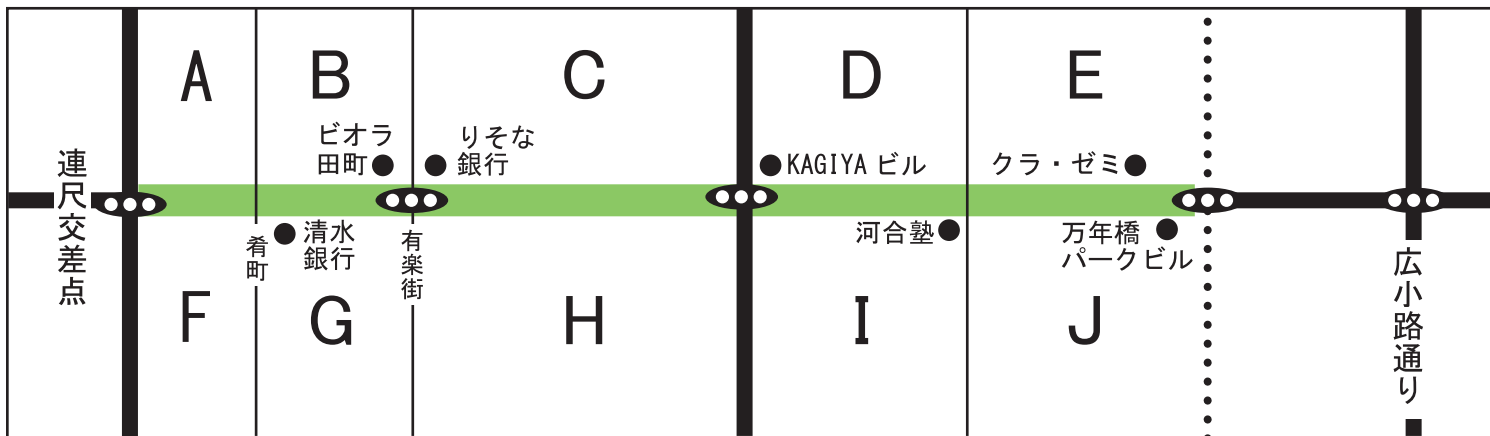 A
B
C
D
E
ビオラ
田町
りそな
銀行
KAGIYA ビル
クラ・ゼミ
連尺交差点
肴町
清水
銀行
有楽街
河合塾
万年橋
パークビル
広小路通り
F
G
H
I
J